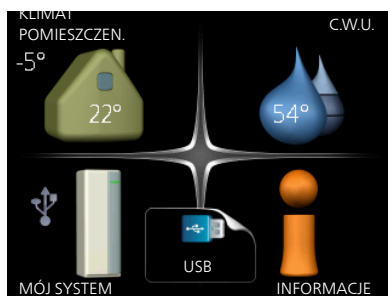 KLIMAT
POMIESZCZEN.
C.W.U.
-5°
22°
54°
USB
MÓJ SYSTEM
INFORMACJE